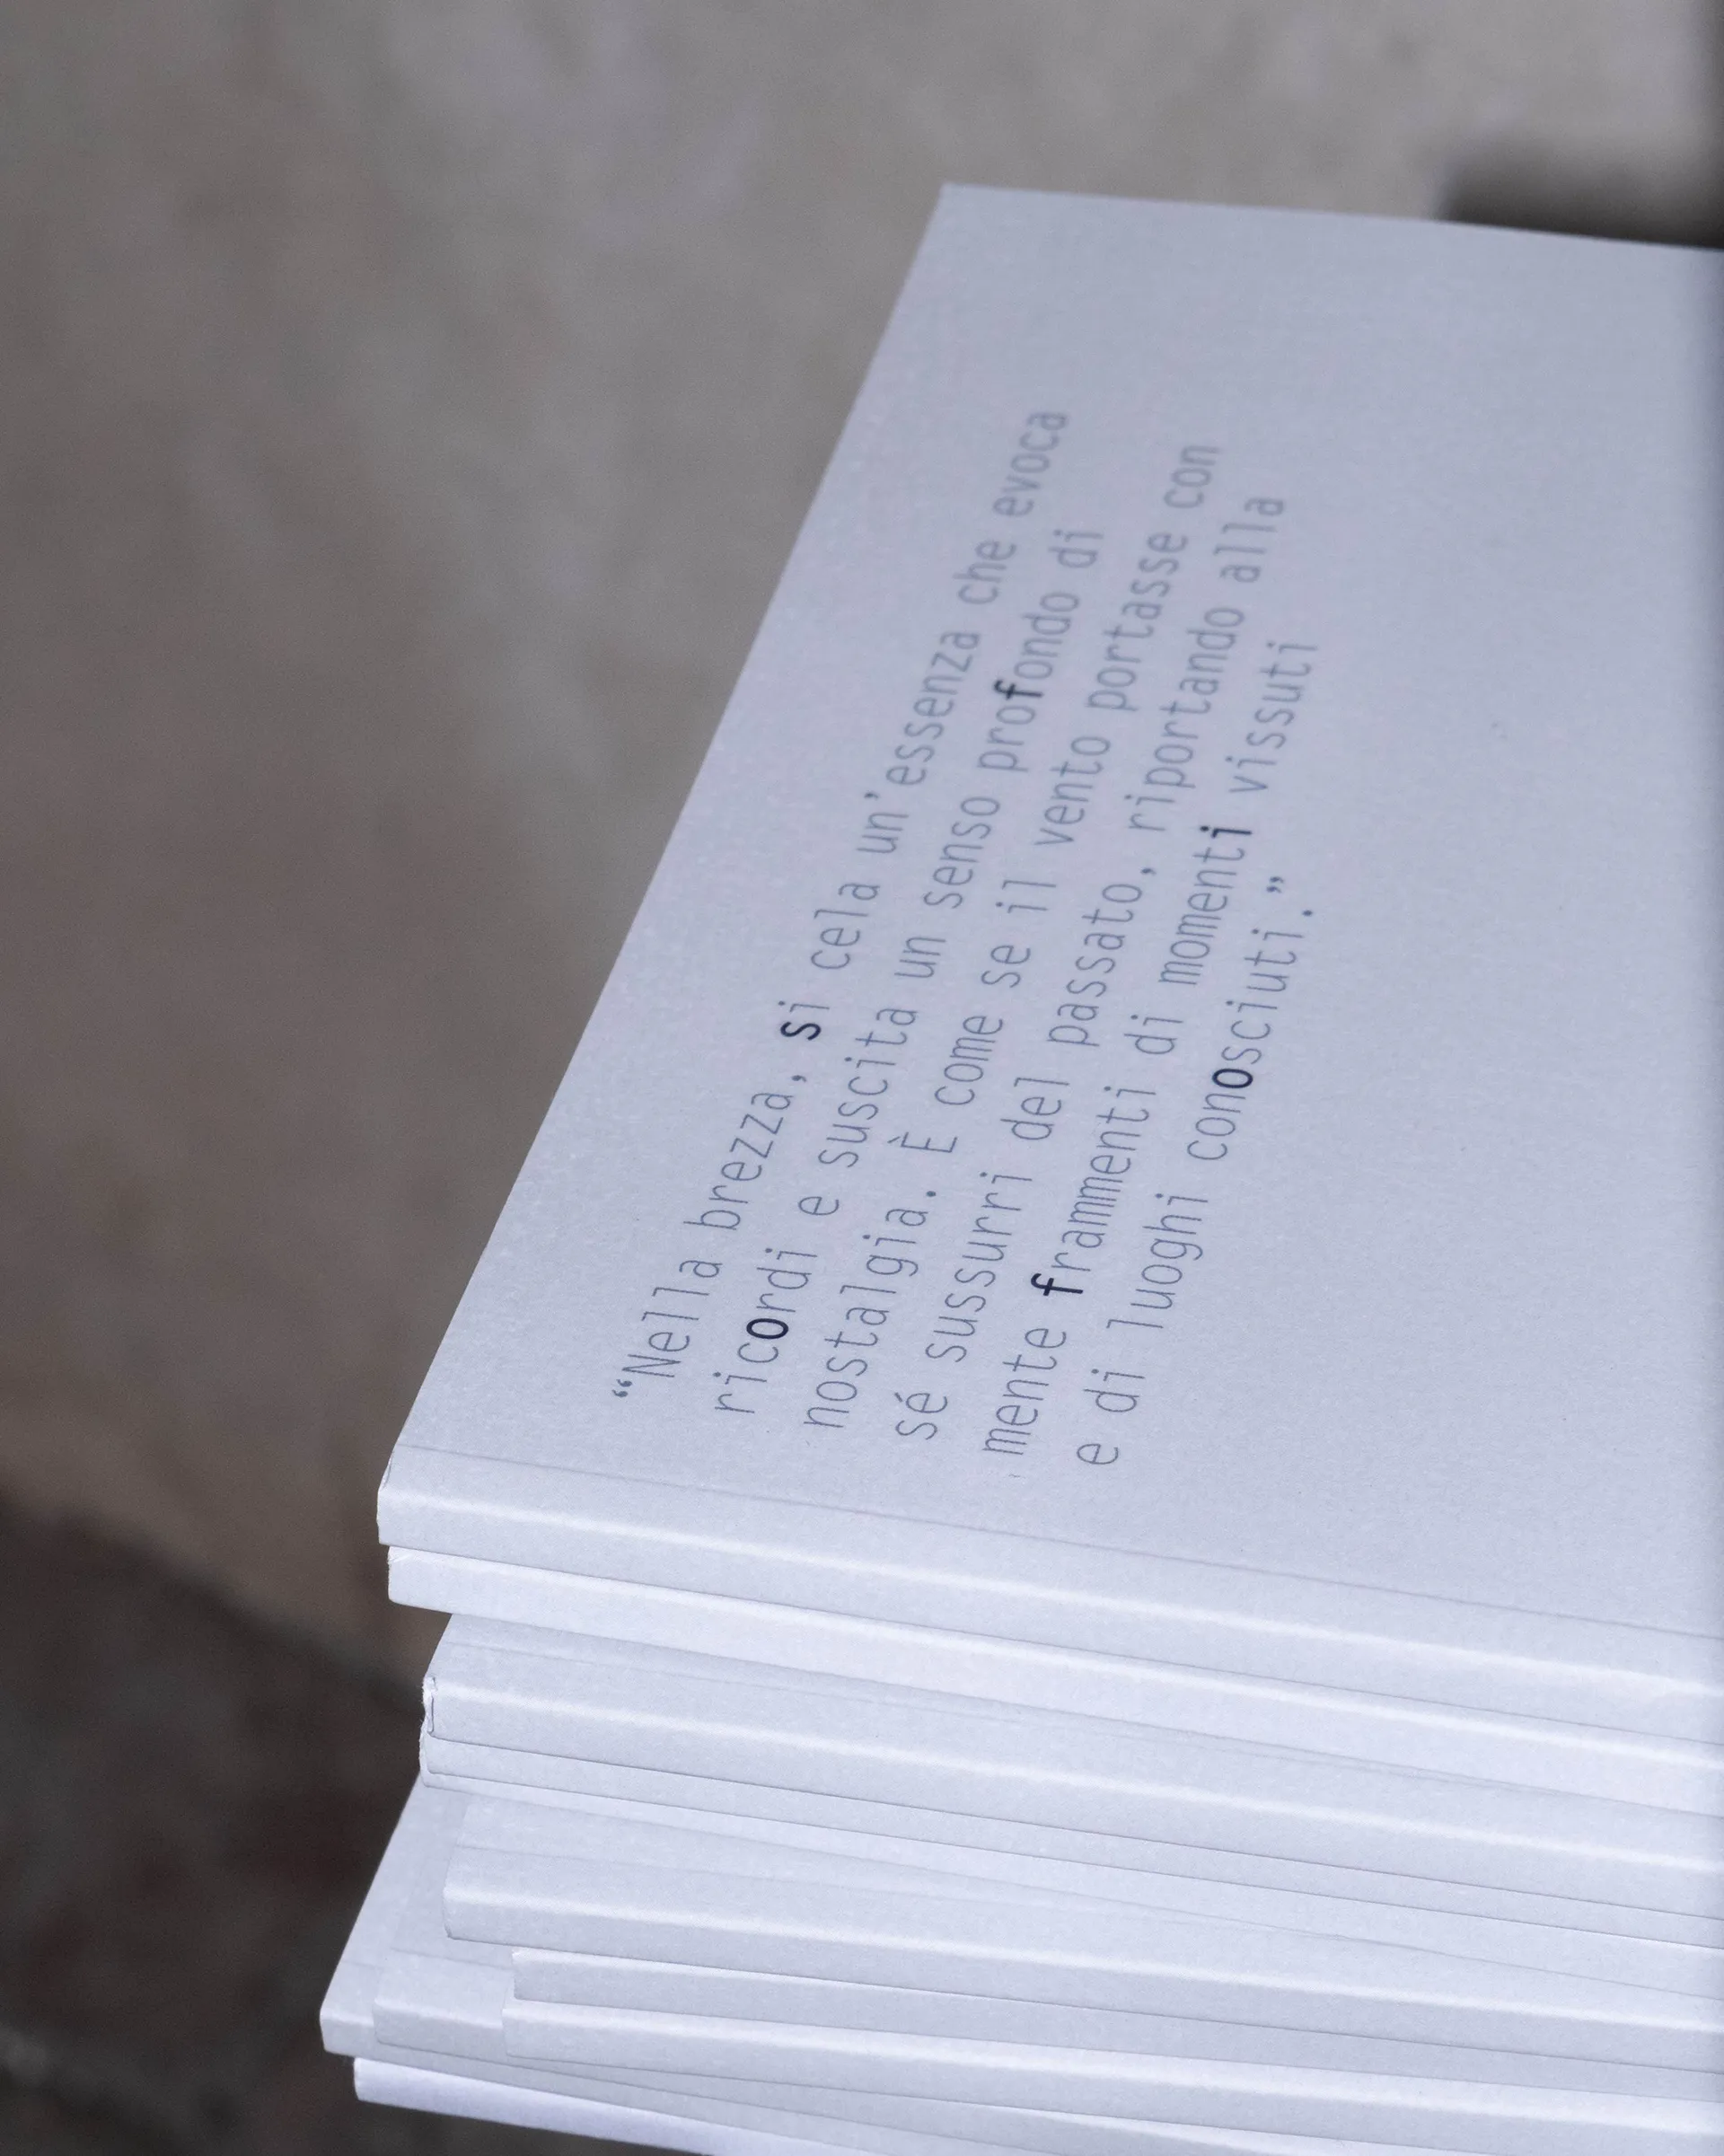 “Nella brezza, si cela un’essenza che evoca
ricordi e suscita un senso profondo di
nostalgia. È come se il vento portasse con
sé sussurri del passato, riportando alla
mente frammenti di momenti vissuti
e di luoghi conosciuti.”